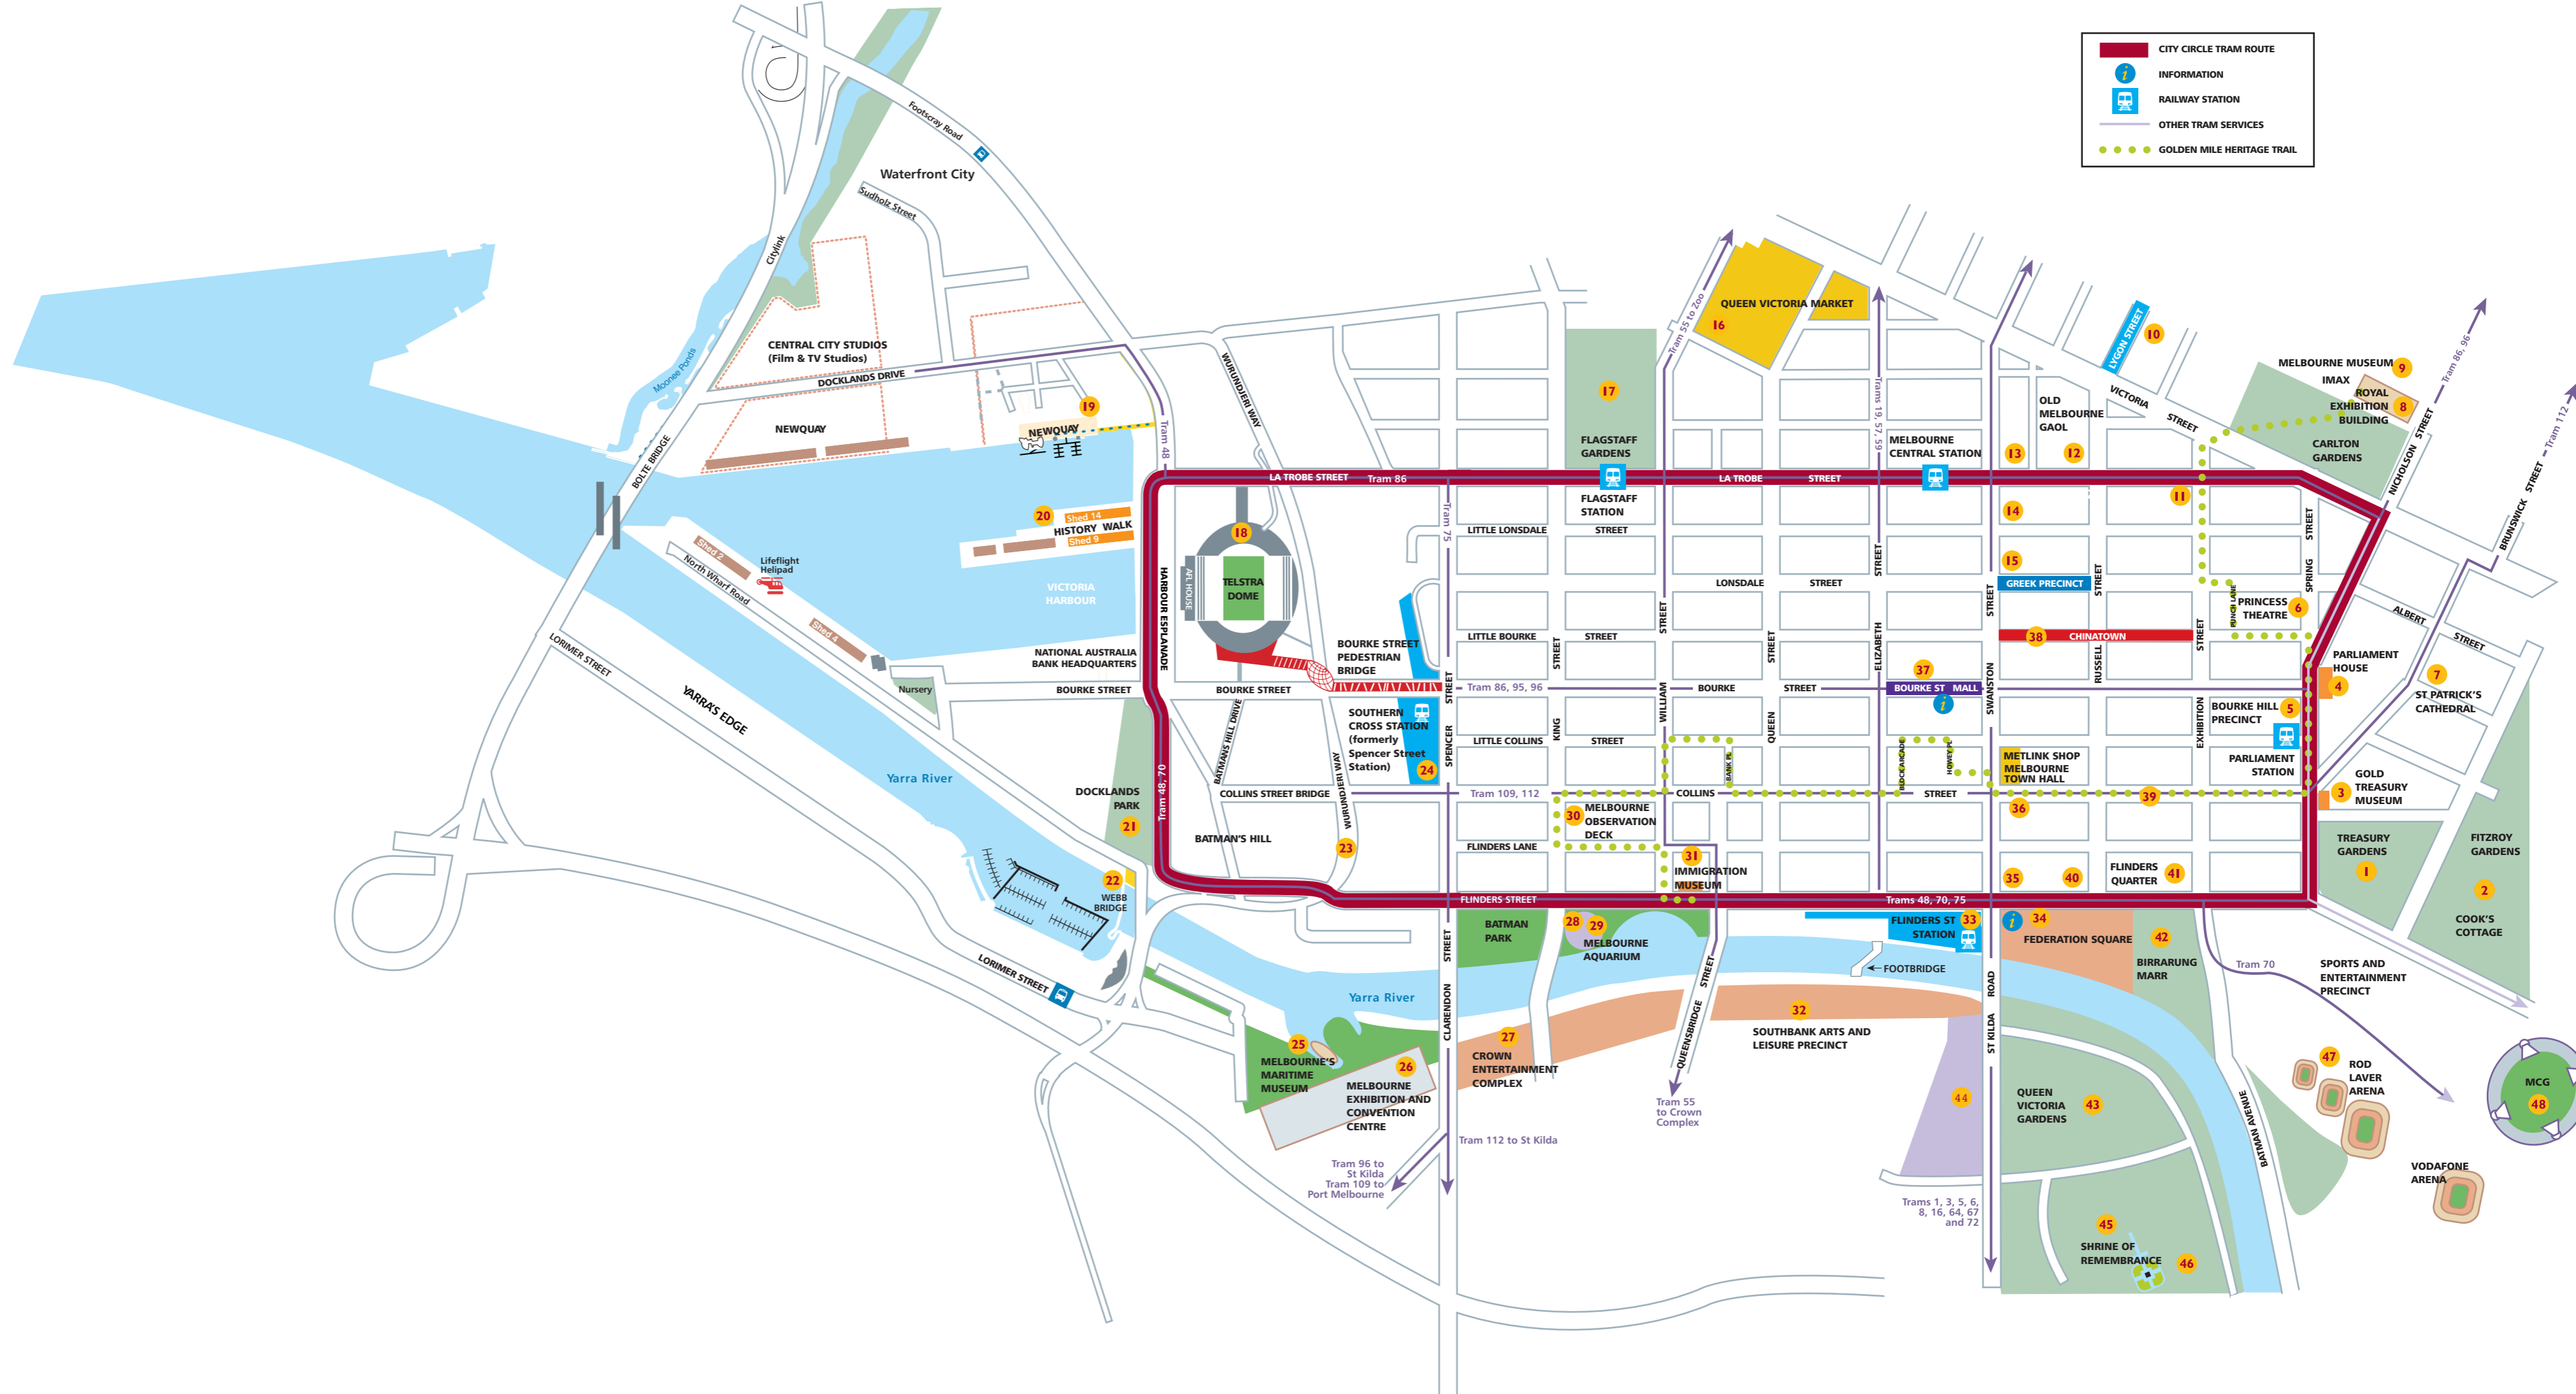 CITY CIRCLE TRAM ROUTE
INFORMATION
RAILWAY STATION
OTHER TRAM SERVICES
GOLDEN MILE HERITAGE TRAIL
Footscray Road
Waterfront City
Sudholz Street
Citylink
Moonee Ponds
CENTRAL CITY STUDIOS
(Film & TV Studios)
DOCKLANDS DRIVE
NEWQUAY
19
NEWQUAY
BOLTE BRIDGE
Tram 48
WURUNDJERI WAY
20
Shed 14
HISTORY WALK
Shed 9
Shed 2
North Wharf Road
Lifeflight
Helipad
Shed 4
VICTORIA
HARBOUR
HARBOUR ESPLANADE
AFL HOUSE
18
TELSTRA
DOME
LORIMER STREET
YARRA'S EDGE
Nursery
NATIONAL AUSTRALIA
BANK HEADQUARTERS
BOURKE STREET
BOURKE STREET
BOURKE STREET
PEDESTRIAN
BRIDGE
SOUTHERN
CROSS STATION
(formerly
Spencer Street
Station)
24
BATMANS HILL DRIVE
WURUNDJERI WAY
COLLINS STREET BRIDGE
Tram 48, 70
DOCKLANDS
PARK
21
BATMAN'S HILL
23
Yarra River
22
WEBB
BRIDGE
LORIMER STREET
LA TROBE STREET
Tram 86
LA TROBE
STREET
Tram 75
17
FLAGSTAFF
GARDENS
FLAGSTAFF
STATION
Tram 55 to Zoo
QUEEN VICTORIA MARKET
16
Trams 19, 57, 59
MELBOURNE
CENTRAL STATION
OLD
MELBOURNE
GAOL
13
12
LYGON STREET
10
VICTORIA
STREET
MELBOURNE MUSEUM
9
IMAX
ROYAL
EXHIBITION
BUILDING
8
CARLTON
GARDENS
NICHOLSON
STREET
Tram 86, 96
Tram 112
BRUNSWICK
STREET
11
14
15
LITTLE LONSDALE
STREET
LONSDALE
STREET
GREEK PRECINCT
LITTLE BOURKE
STREET
38
CHINATOWN
PUNCH LANE
PRINCESS
THEATRE
6
SPRING
STREET
ALBERT
STREET
PARLIAMENT
HOUSE
4
7
ST PATRICK'S
CATHEDRAL
Tram 86, 95, 96
BOURKE
STREET
37
BOURKE ST MALL
BOURKE HILL
PRECINCT
5
PARLIAMENT
STATION
SPENCER
STREET
KING
STREET
WILLIAM
STREET
QUEEN
STREET
ELIZABETH
STREET
SWANSTON
STREET
RUSSELL
STREET
EXHIBITION
STREET
LITTLE COLLINS
STREET
BANK PL
BLOCK ARCADE
HOWEY PL
METLINK SHOP
MELBOURNE
TOWN HALL
Tram 109, 112
COLLINS
STREET
39
36
GOLD
TREASURY
MUSEUM
3
30
MELBOURNE
OBSERVATION
DECK
FLINDERS LANE
31
IMMIGRATION
MUSEUM
35
40
FLINDERS
QUARTER
41
TREASURY
GARDENS
1
FITZROY
GARDENS
2
COOK'S
COTTAGE
FLINDERS STREET
Trams 48, 70, 75
BATMAN
PARK
28
29
MELBOURNE
AQUARIUM
FLINDERS ST
STATION
33
34
FEDERATION SQUARE
42
BIRRARUNG
MARR
FOOTBRIDGE
Tram 70
SPORTS AND
ENTERTAINMENT
PRECINCT
Yarra River
CLARENDON
STREET
25
MELBOURNE'S
MARITIME
MUSEUM
26
MELBOURNE
EXHIBITION AND
CONVENTION
CENTRE
27
CROWN
ENTERTAINMENT
COMPLEX
QUEENSBRIDGE
STREET
32
SOUTHBANK ARTS AND
LEISURE PRECINCT
ST KILDA
ROAD
44
QUEEN
VICTORIA
GARDENS
43
BATMAN AVENUE
47
ROD
LAVER
ARENA
MCG
48
VODAFONE
ARENA
Tram 55
to Crown
Complex
Tram 112 to St Kilda
Tram 96 to
St Kilda
Tram 109 to
Port Melbourne
Trams 1, 3, 5, 6,
8, 16, 64, 67
and 72
45
SHRINE OF
REMEMBRANCE
46